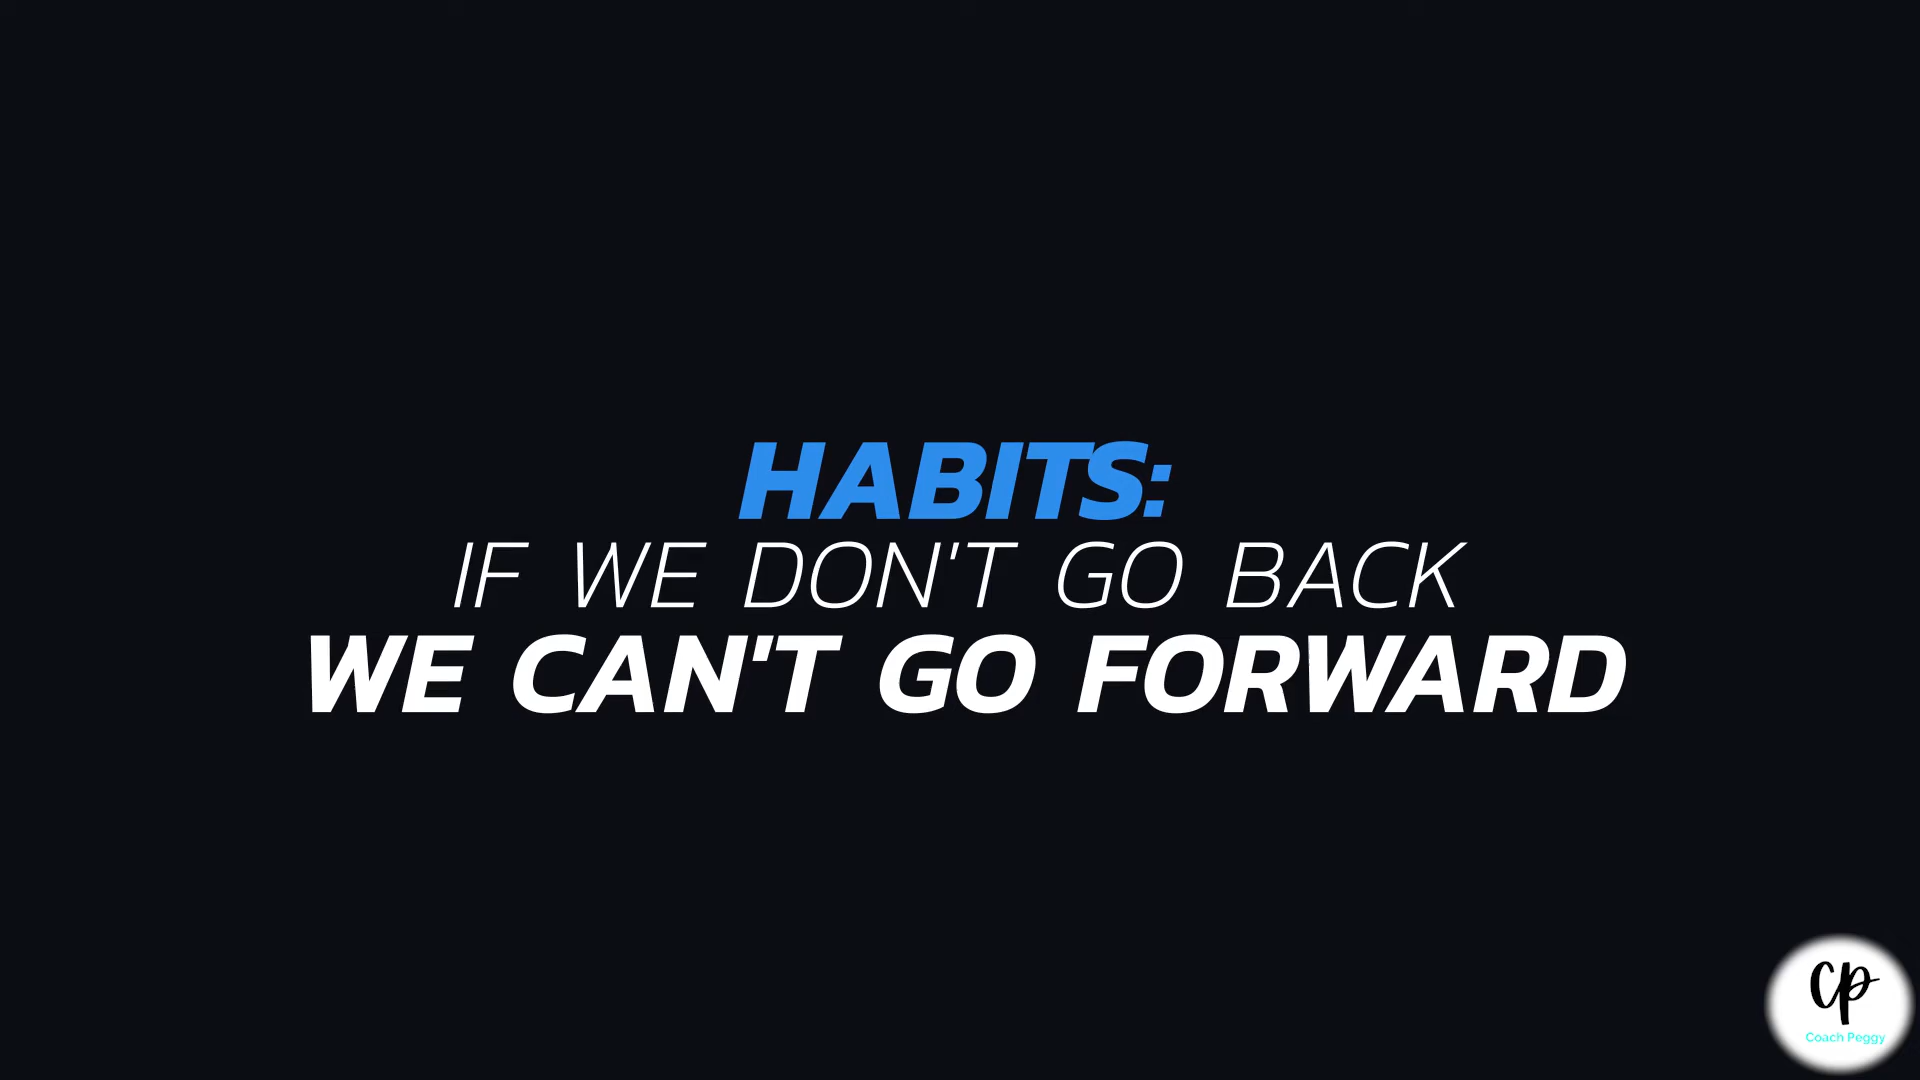 HABITS:
IF WE DON'T GO BACK
WE CAN'T GO FORWARD
CP
Coach Peggy